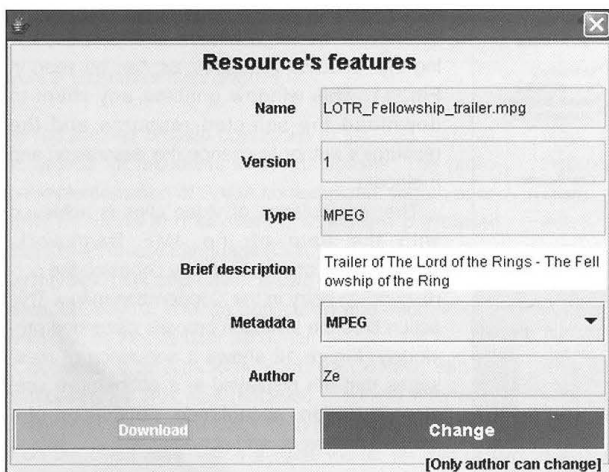 Resource's features
Name LOTR_Fellowship_trailer.mpg
Version 1
Type MPEG
Brief description Trailer of The Lord of the Rings - The Fell
owship of the Ring
Metadata MPEG
Author Ze
Download Change
[Only author can change]